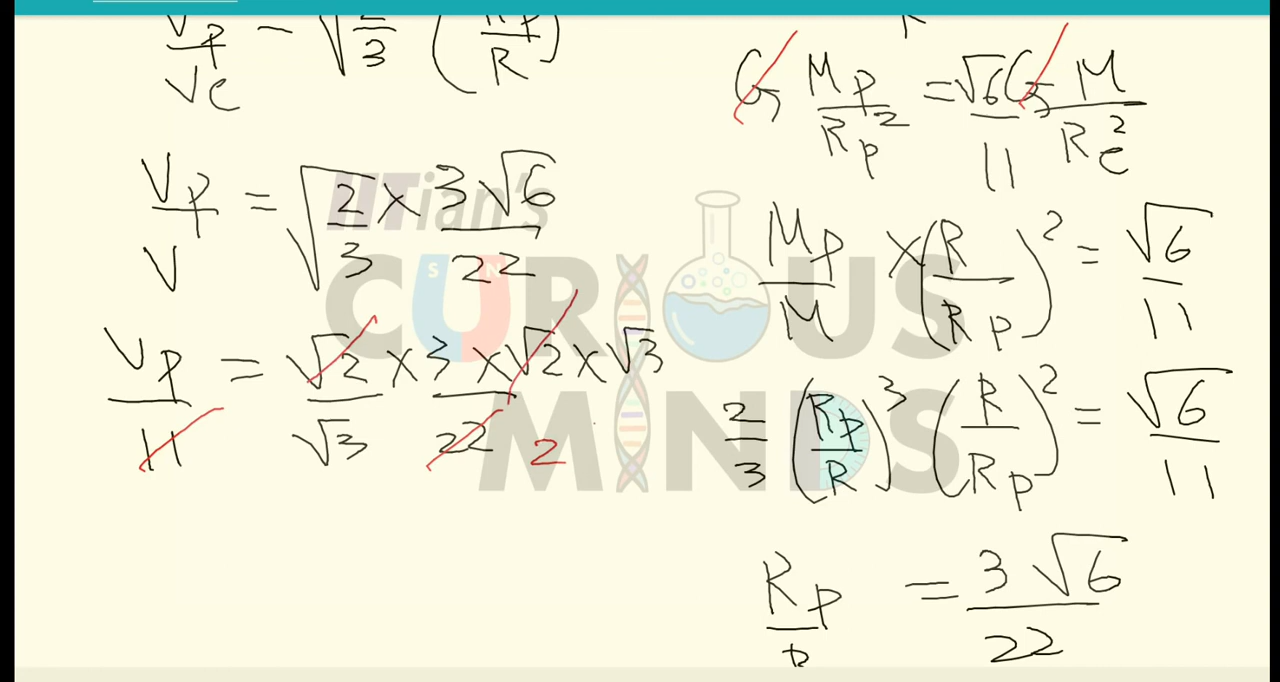 Vp/Ve = √(2/3) (Rp/R)
Vp/V = √(2/3) × 3√6/22
Vp/11 = √2/√3 × 3×√2×√3/22 2
G Mp/Rp² = √6/11 G M/Re²
Mp/M × (R/Rp)² = √6/11
2/3 (Rp/R)³ (R/Rp)² = √6/11
Rp/R = 3√6/22
IITian's
CURIOUS
S N
MINDS